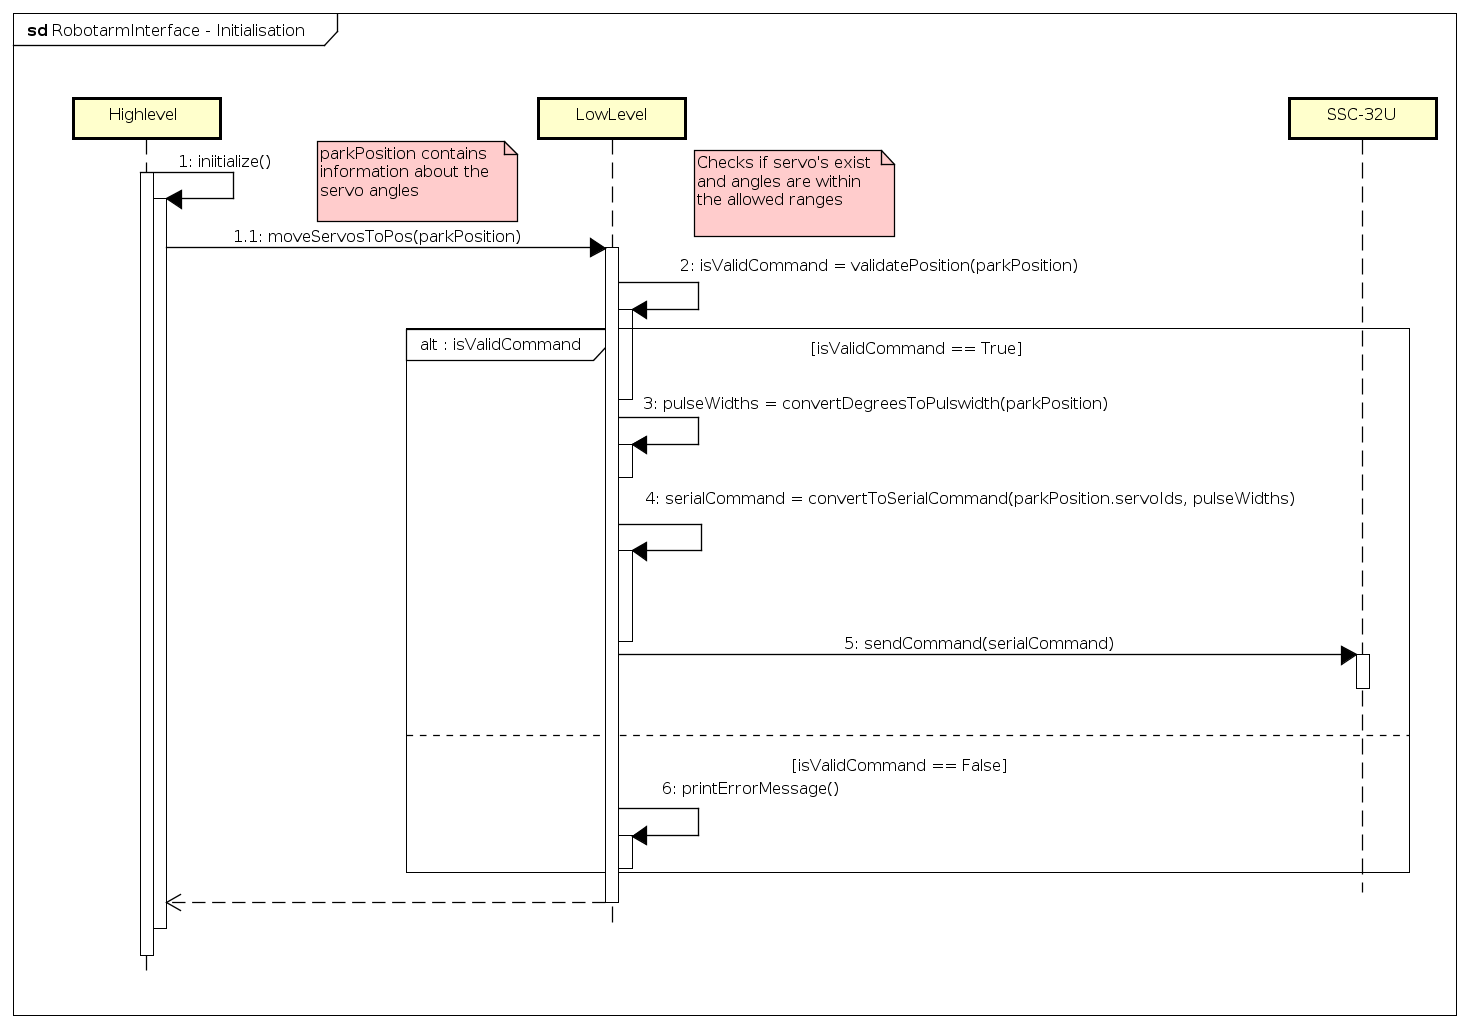 sd RobotarmInterface - Initialisation
Highlevel
LowLevel
SSC-32U
1: iniitialize()
parkPosition contains
information about the
servo angles
Checks if servo's exist
and angles are within
the allowed ranges
1.1: moveServosToPos(parkPosition)
2: isValidCommand = validatePosition(parkPosition)
alt : isValidCommand
[isValidCommand == True]
3: pulseWidths = convertDegreesToPulswidth(parkPosition)
4: serialCommand = convertToSerialCommand(parkPosition.servoIds, pulseWidths)
5: sendCommand(serialCommand)
[isValidCommand == False]
6: printErrorMessage()